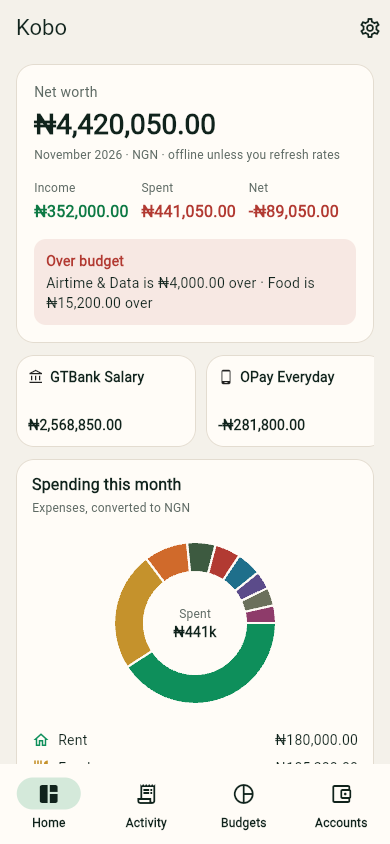 Kobo
Net worth
₦4,420,050.00
November 2026 · NGN · offline unless you refresh rates
Income Spent Net
₦352,000.00 ₦441,050.00 -₦89,050.00
Over budget
Airtime & Data is ₦4,000.00 over · Food is
₦15,200.00 over
GTBank Salary OPay Everyday
₦2,568,850.00 -₦281,800.00
Spending this month
Expenses, converted to NGN
Spent
₦441k
Rent ₦180,000.00
Home Activity Budgets Accounts